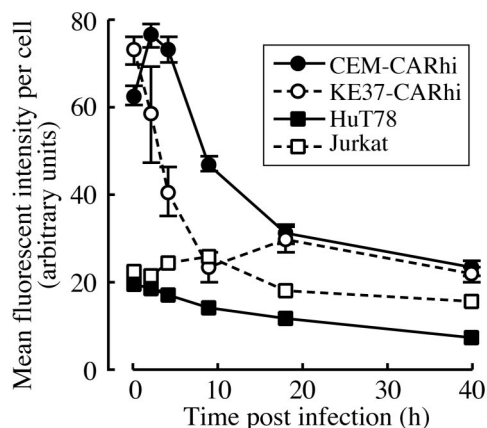 Mean fluorescent intensity per cell
(arbitrary units)
80
60
40
20
0
CEM-CARhi
KE37-CARhi
HuT78
Jurkat
0 10 20 30 40
Time post infection (h)